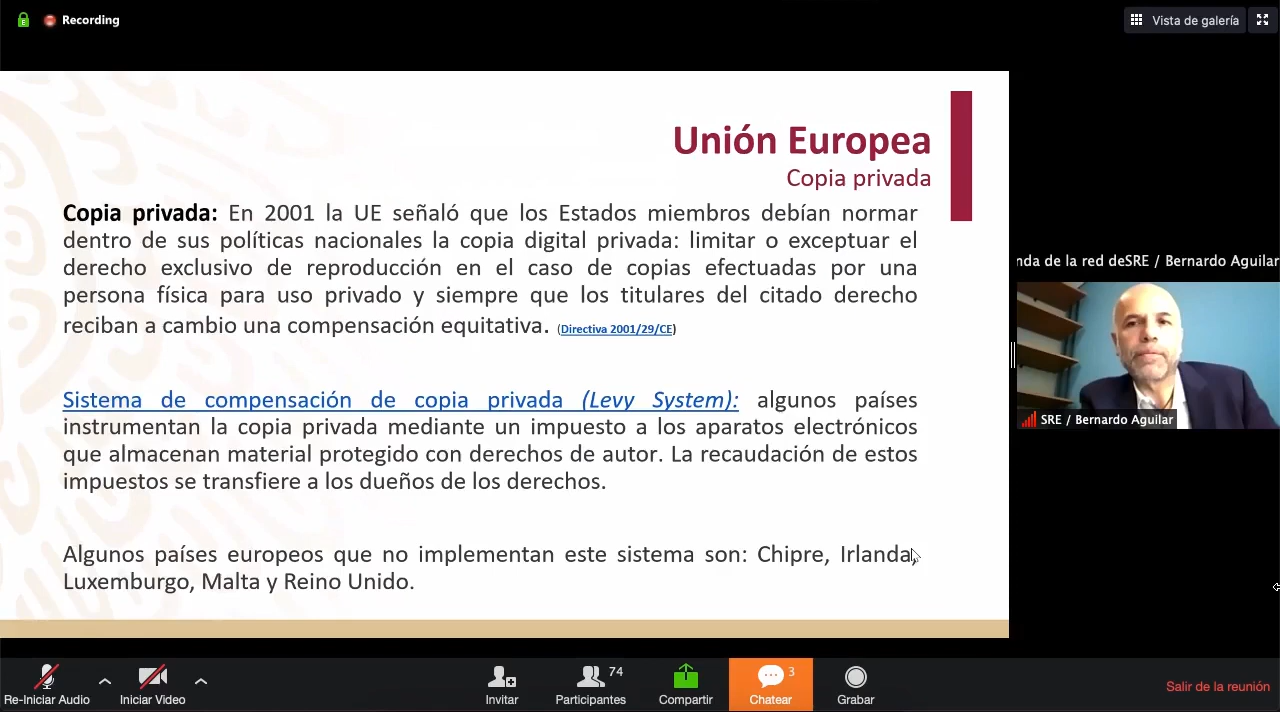 Recording
Vista de galería
Unión Europea
Copia privada
Copia privada: En 2001 la UE señaló que los Estados miembros debían normar
dentro de sus políticas nacionales la copia digital privada: limitar o exceptuar el
derecho exclusivo de reproducción en el caso de copias efectuadas por una
persona física para uso privado y siempre que los titulares del citado derecho
reciban a cambio una compensación equitativa. (Directiva 2001/29/CE)
Sistema de compensación de copia privada (Levy System): algunos países
instrumentan la copia privada mediante un impuesto a los aparatos electrónicos
que almacenan material protegido con derechos de autor. La recaudación de estos
impuestos se transfiere a los dueños de los derechos.
Algunos países europeos que no implementan este sistema son: Chipre, Irlanda,
Luxemburgo, Malta y Reino Unido.
nda de la red deSRE / Bernardo Aguilar
SRE / Bernardo Aguilar
Re-Iniciar Audio
Iniciar Video
Invitar
74
Participantes
Compartir
3
Chatear
Grabar
Salir de la reunión